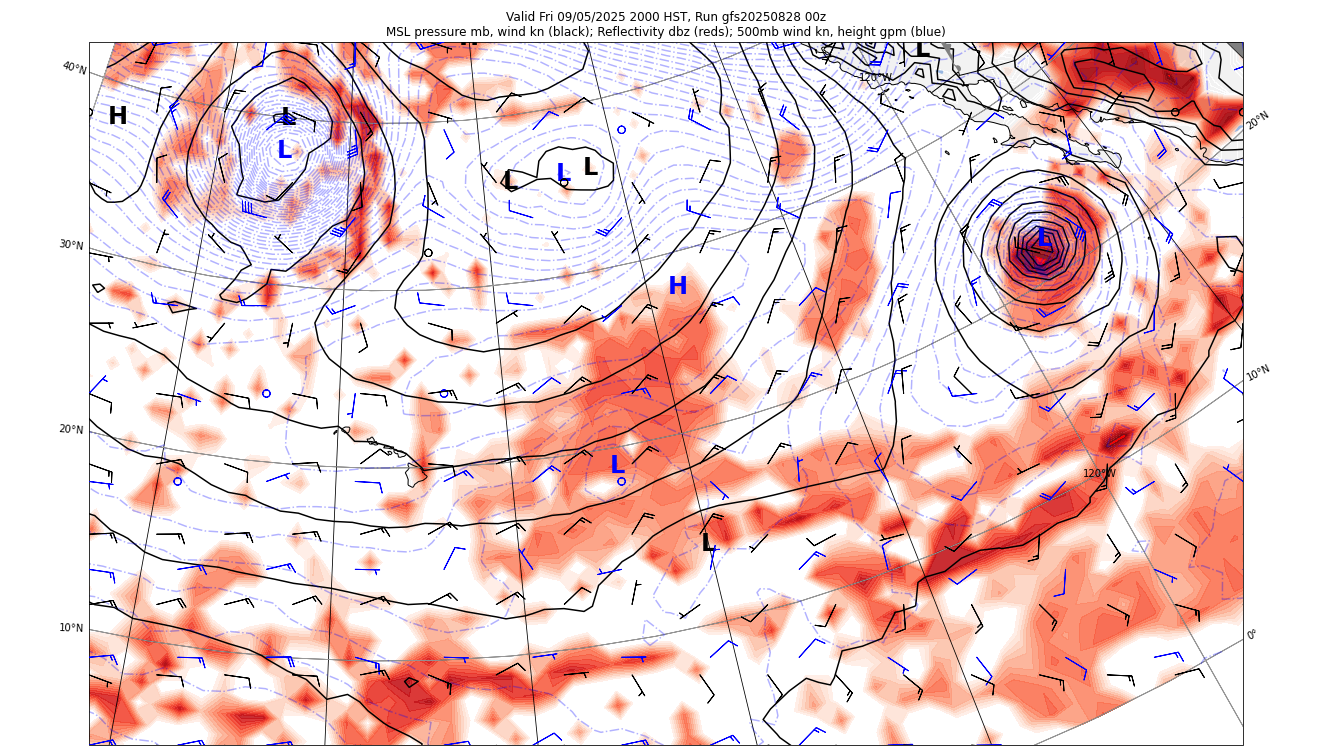 Valid Fri 09/05/2025 2000 HST, Run gfs20250828 00z
MSL pressure mb, wind kn (black); Reflectivity dbz (reds); 500mb wind kn, height gpm (blue)
L
40°N
120°W
H
L
20°N
L
L
L
L
30°N
L
H
10°N
20°N
L
120°W
L
10°N
0°